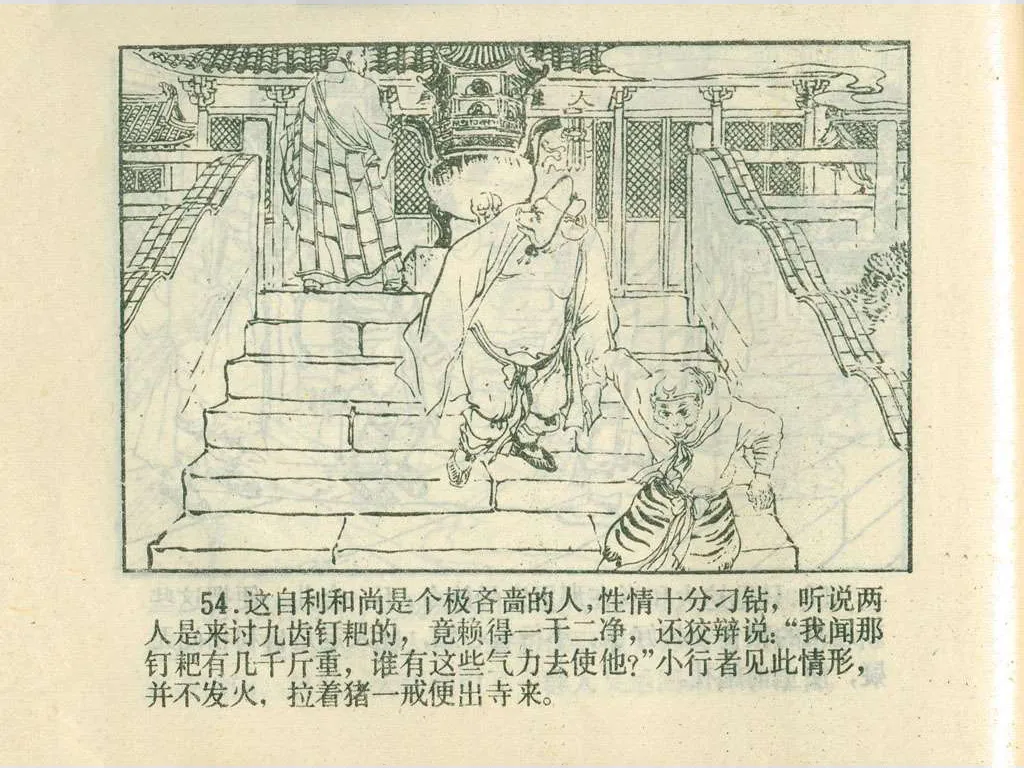 54.这自利和尚是个极吝啬的人,性情十分刁钻，听说两
人是来讨九齿钉耙的，竟赖得一干二净，还狡辩说:“我闻那
钉耙有几千斤重，谁有这些气力去使他?”小行者见此情形，
并不发火，拉着猪一戒便出寺来。